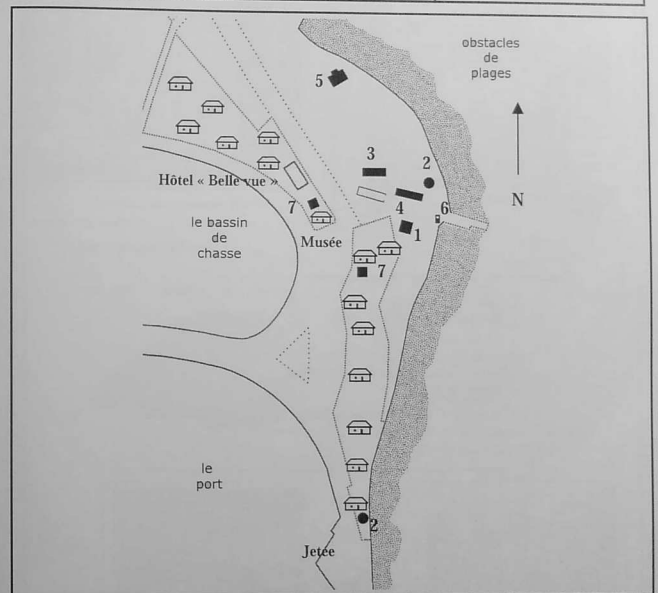 obstacles
de
plages
5
3
2
Hôtel « Belle vue »
N
7
4
6
le bassin
de
chasse
1
Musée
7
le
port
2
Jetée